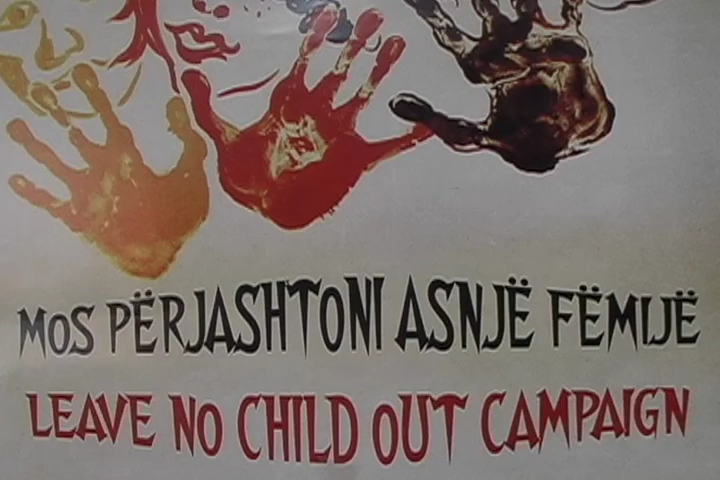 MOS PËRJASHTONI ASNJË FËMIJË
LEAVE NO CHILD OUT CAMPAIGN